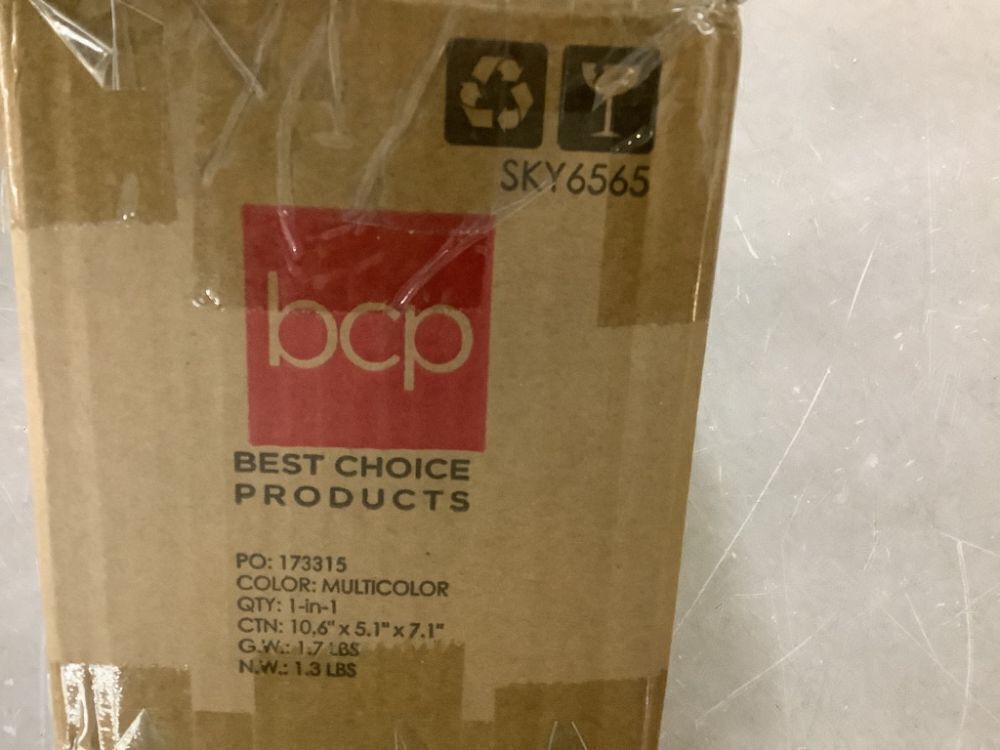 SKY6565
bcp
BEST CHOICE
PRODUCTS
PO: 173315
COLOR: MULTICOLOR
QTY: 1-in-1
CTN: 10.6" x 5.1" x 7.1"
G.W.: 1.7 LBS
N.W.: 1.3 LBS